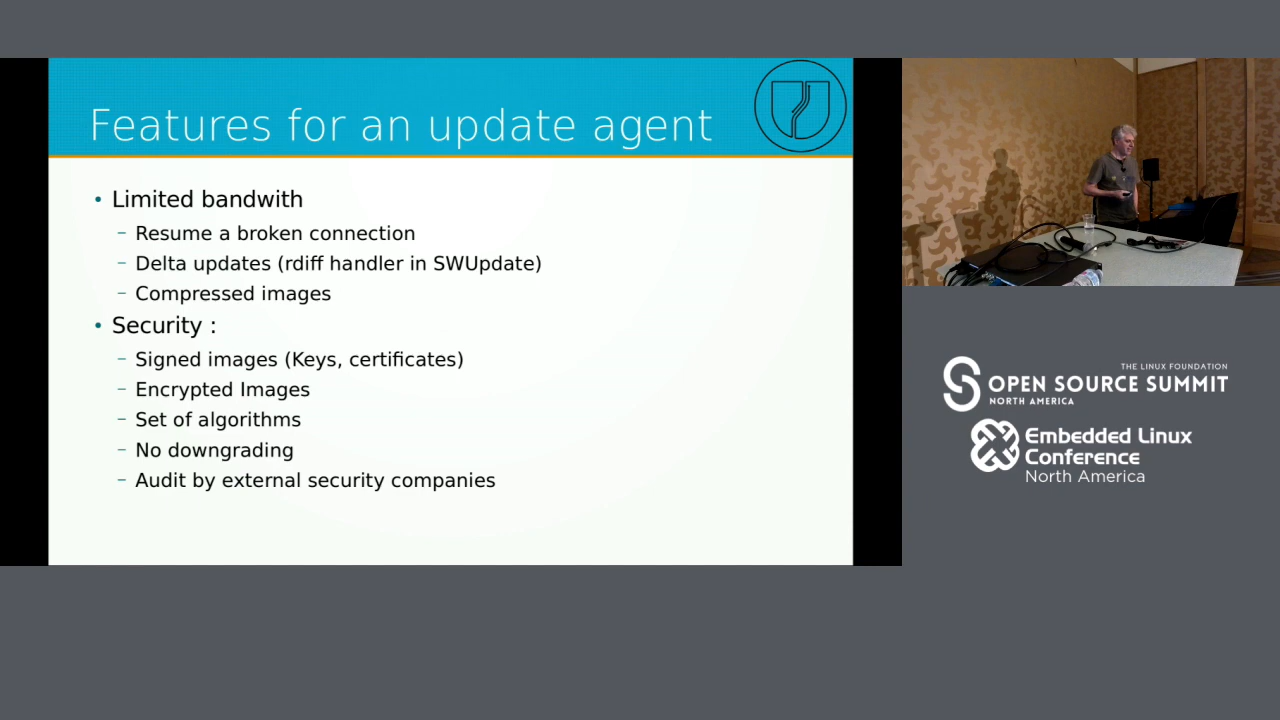 Features for an update agent
• Limited bandwith
– Resume a broken connection
– Delta updates (rdiff handler in SWUpdate)
– Compressed images
• Security :
– Signed images (Keys, certificates)
– Encrypted Images
– Set of algorithms
– No downgrading
– Audit by external security companies
THE LINUX FOUNDATION
OPEN SOURCE SUMMIT
NORTH AMERICA
Embedded Linux
Conference
North America